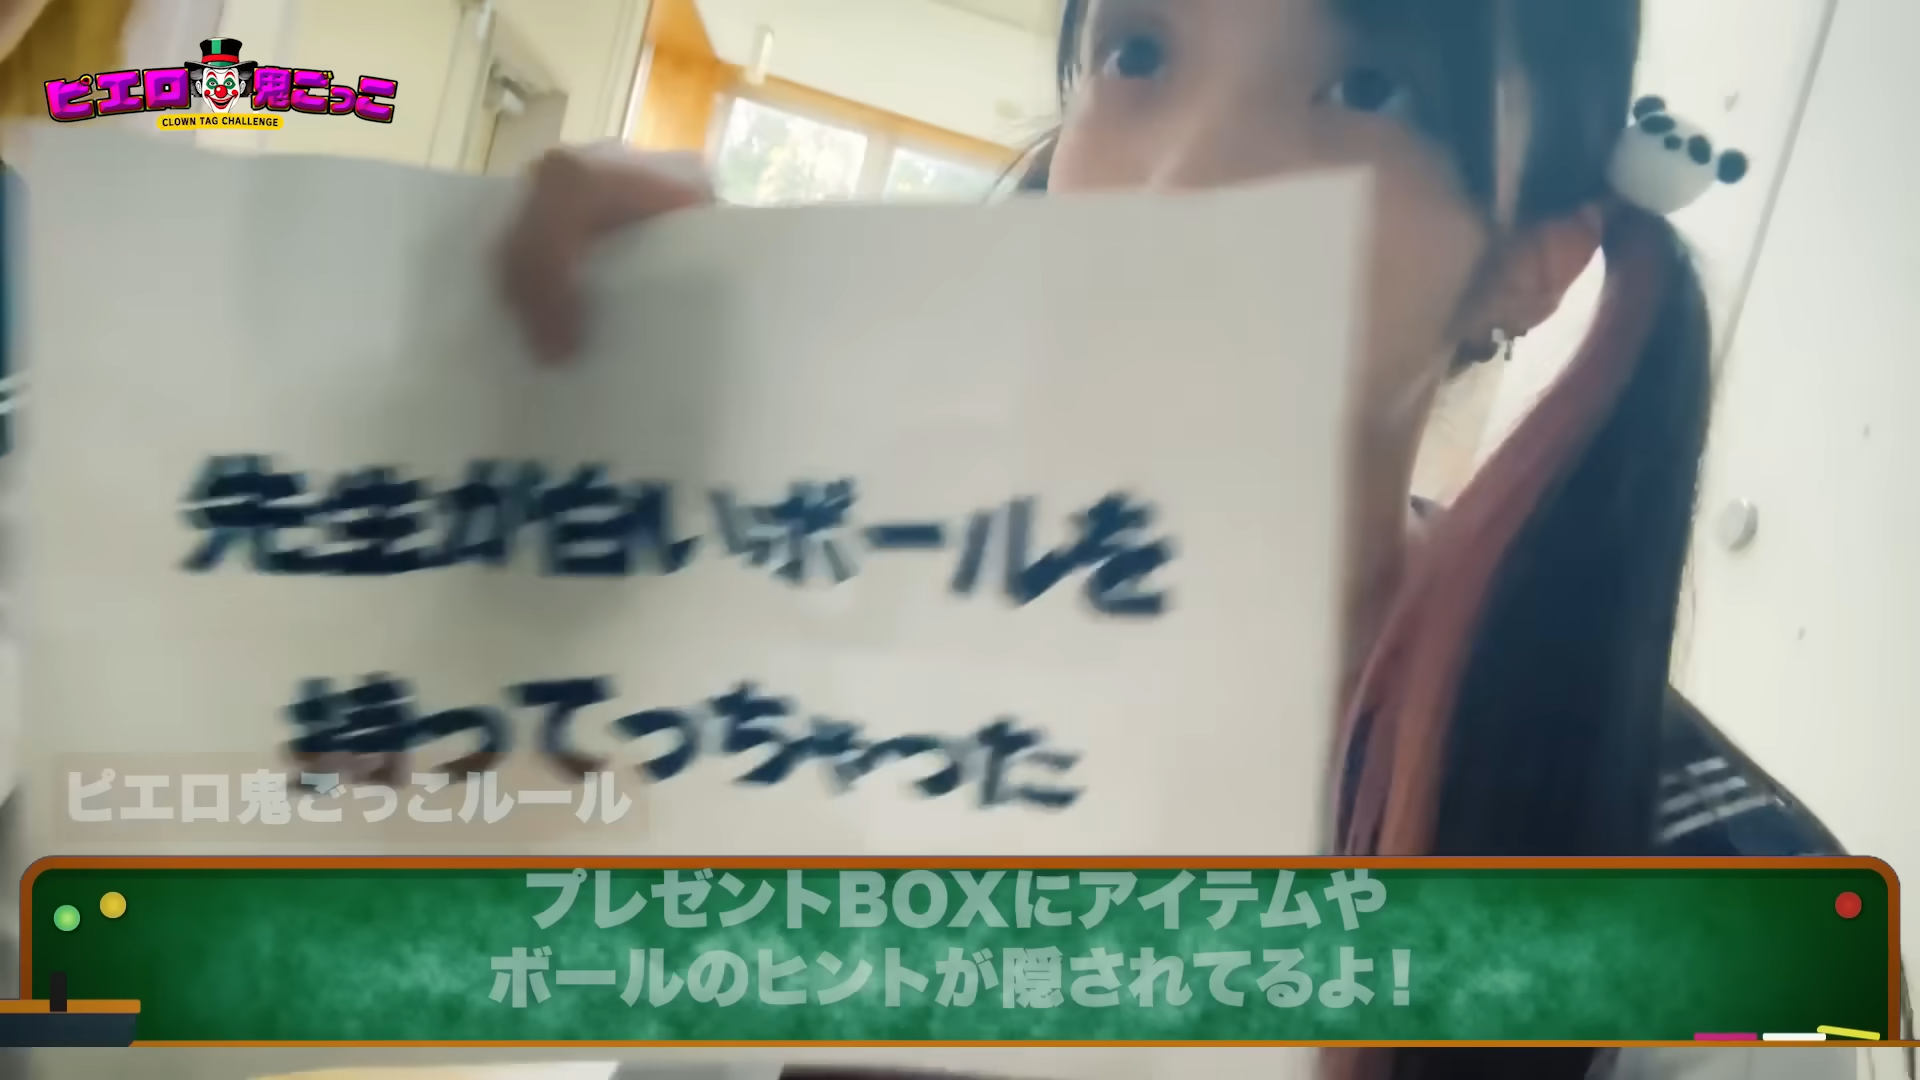 ピエロ鬼ごっこ
CLOWN TAG CHALLENGE
先生が白いボールを
持ってっちゃった
ピエロ鬼ごっこルール
プレゼントBOXにアイテムや
ボールのヒントが隠されてるよ！